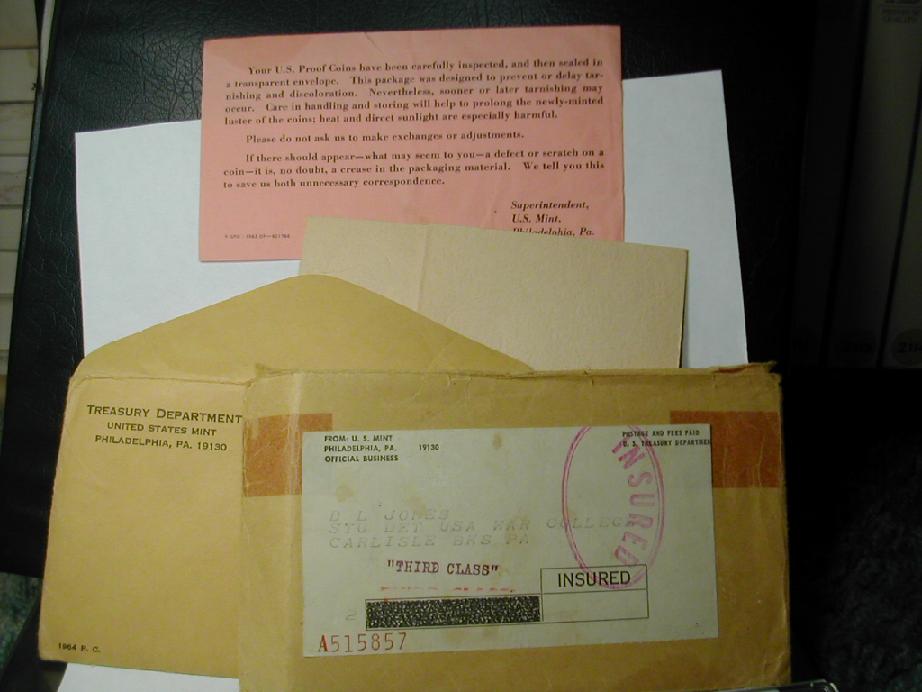 Your U.S. Proof Coins have been carefully inspected, and then sealed in
a transparent envelope. This package was designed to prevent or delay tar-
nishing and discoloration. Nevertheless, sooner or later tarnishing may
occur. Care in handling and storing will help to prolong the newly-minted
luster of the coins; heat and direct sunlight are especially harmful.
Please do not ask us to make exchanges or adjustments.
If there should appear—what may seem to you—a defect or scratch on a
coin—it is, no doubt, a crease in the packaging material. We tell you this
to save us both unnecessary correspondence.
Superintendent,
U.S. Mint,
Philadelphia, Pa.
TREASURY DEPARTMENT
UNITED STATES MINT
PHILADELPHIA, PA. 19130
1964 P. C.
FROM: U. S. MINT
PHILADELPHIA, PA. 19130
OFFICIAL BUSINESS
POSTAGE AND FEES PAID
U. S. TREASURY DEPARTMEN
INSURED
D L JONES
STU DET USA WAR COLLEGE
CARLISLE BKS PA
"THIRD CLASS"
INSURED
A515857